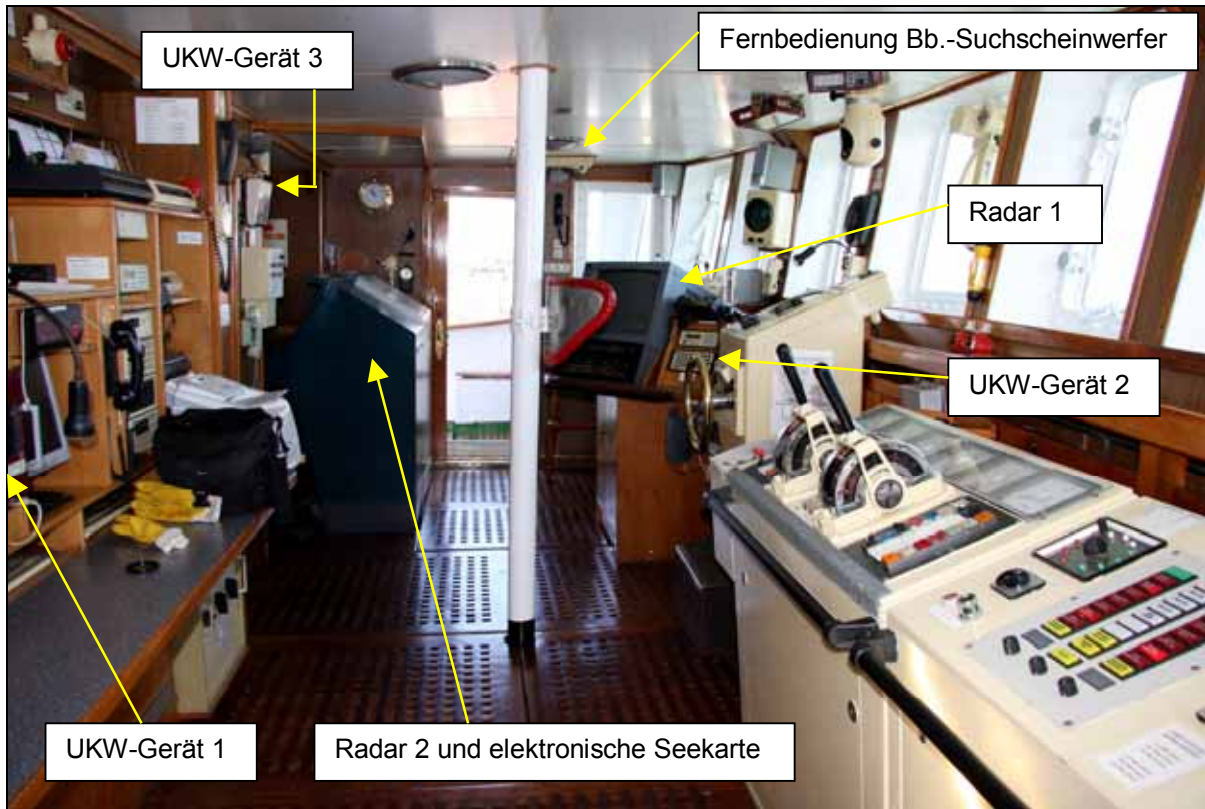 Fernbedienung Bb.-Suchscheinwerfer
UKW-Gerät 3
Radar 1
UKW-Gerät 2
UKW-Gerät 1
Radar 2 und elektronische Seekarte